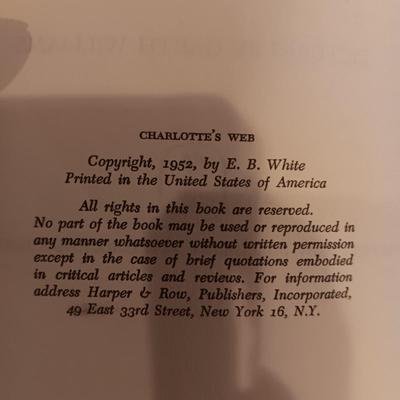 CHARLOTTE'S WEB
Copyright, 1952, by E. B. White
Printed in the United States of America
All rights in this book are reserved.
No part of the book may be used or reproduced in
any manner whatsoever without written permission
except in the case of brief quotations embodied
in critical articles and reviews. For information
address Harper & Row, Publishers, Incorporated,
49 East 33rd Street, New York 16, N.Y.